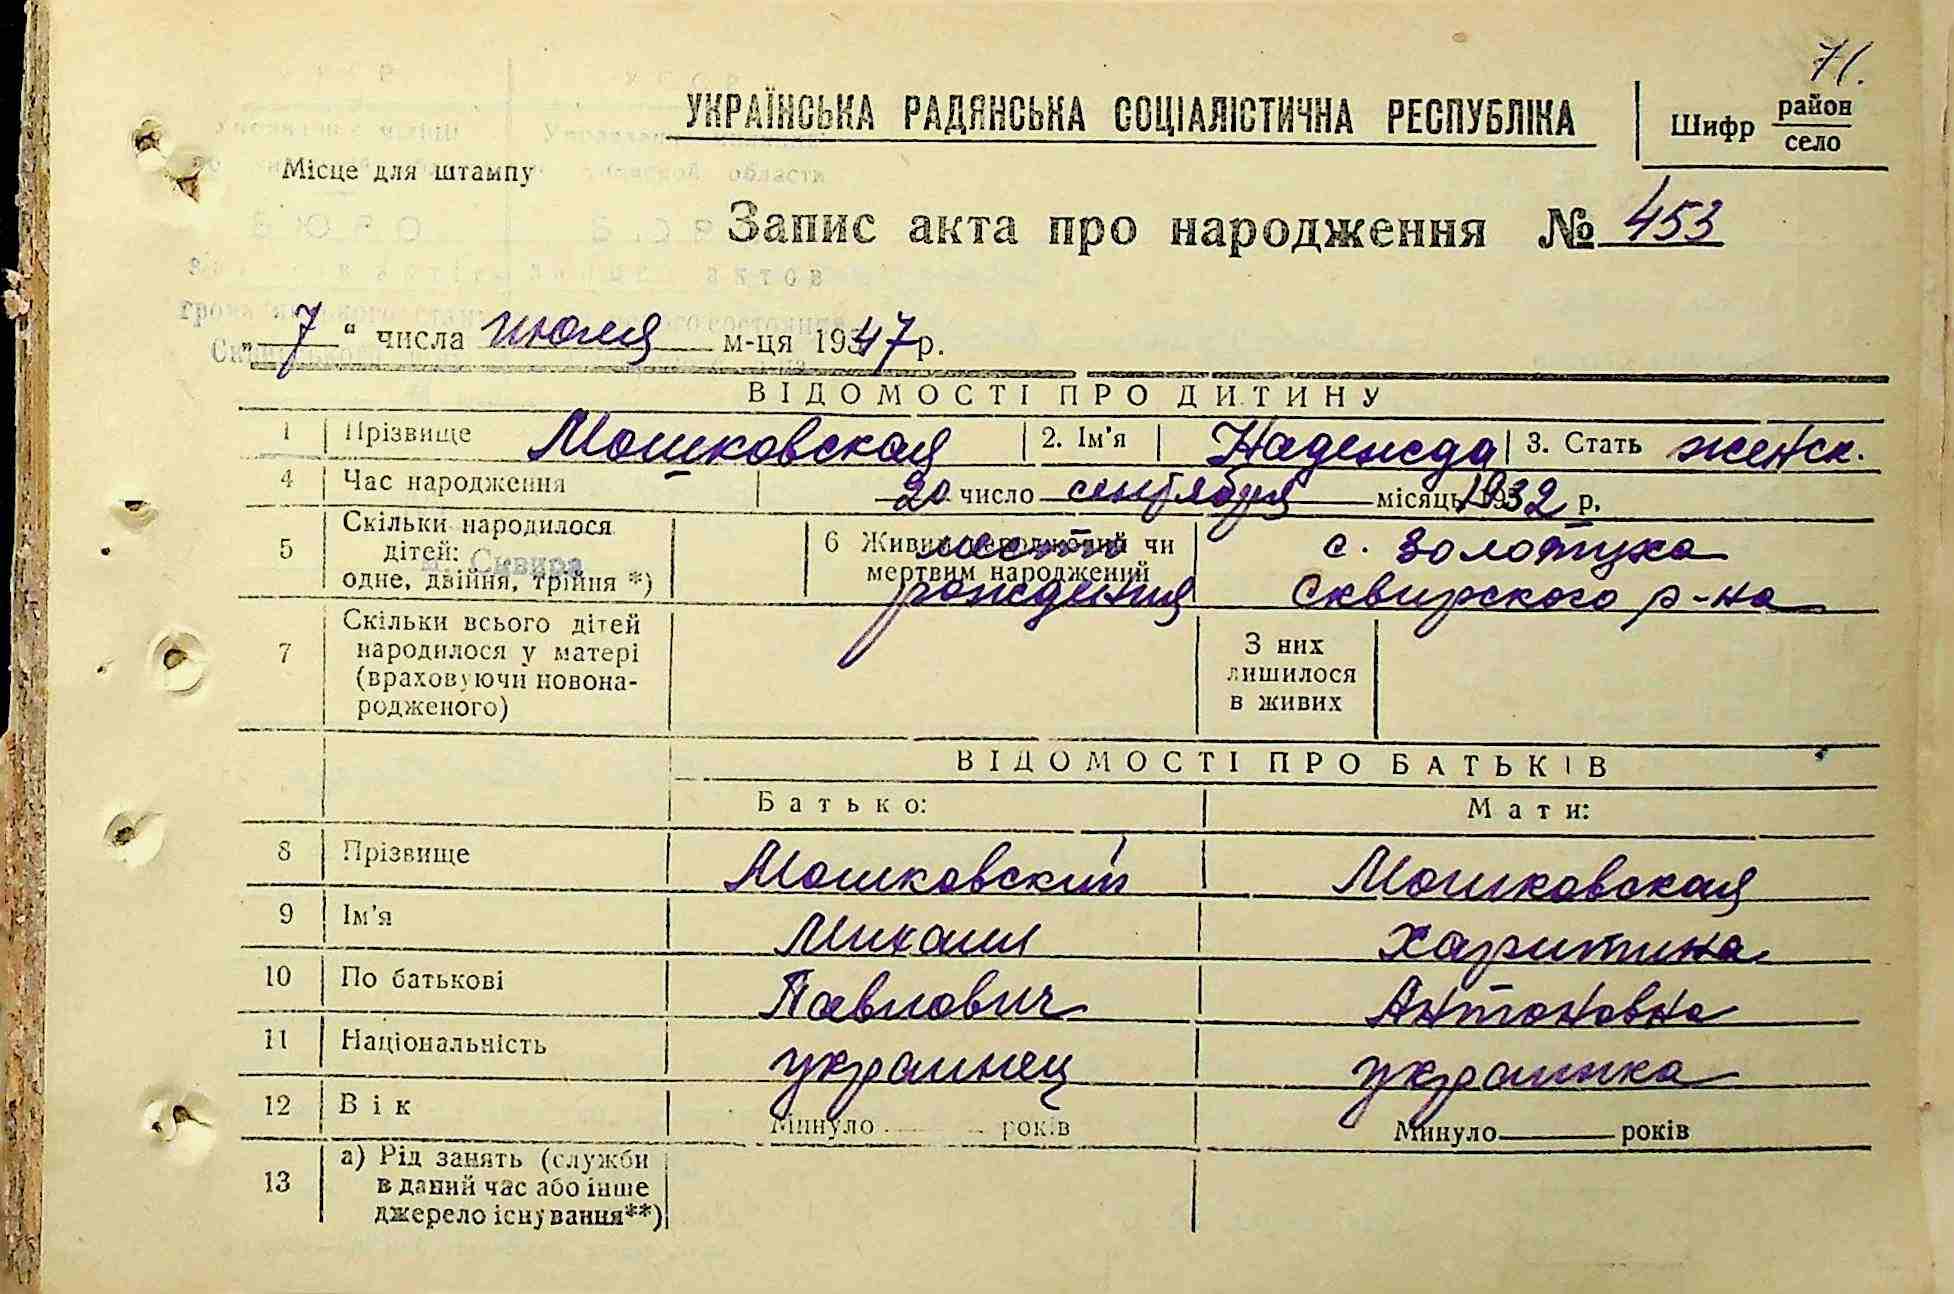 71.
УКРАЇНСЬКА РАДЯНСЬКА СОЦІАЛІСТИЧНА РЕСПУБЛІКА
Шифр район
село
Місце для штампу
Запис акта про народження № 453
„ 7 “ числа июля м-ця 1947 р.
ВІДОМОСТІ ПРО ДИТИНУ
1 Прізвище Мошковская 2. Ім'я Надежда 3. Стать женск.
4 Час народження 20 число сентября місяць 1932 р.
5 Скільки народилося дітей: одне, двійня, трійня *)
м. Сквира
6 Живим народжений чи мертвим народжений
место рождения
с. Золотуха
Сквирского р-на
7 Скільки всього дітей народилося у матері (враховуючи новона-родженого)
З них лишилося в живих
ВІДОМОСТІ ПРО БАТЬКІВ
Батько: Мати:
8 Прізвище Мошковский Мошковская
9 Ім'я Михаил Харитина
10 По батькові Павлович Антоновна
11 Національність украинец украинка
12 Вік Минуло років Минуло років
13 а) Рід занять (служби
в даний час або інше
джерело існування**)